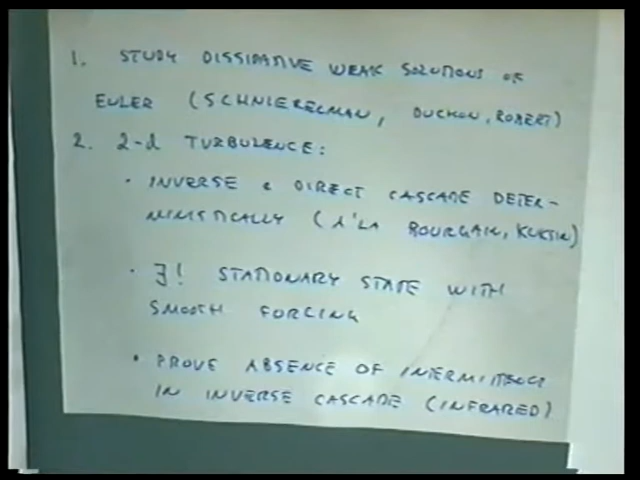 1. STUDY DISSIPATIVE WEAK SOLUTIONS OF
EULER (SCHNIERELMAN, DUCHON, ROBERT)
2. 2-d TURBULENCE:
• INVERSE & DIRECT CASCADE DETER-
MINISTICALLY (A'LA BOURGAIN, KUKSIN)
• ∃! STATIONARY STATE WITH
SMOOTH FORCING
• PROVE ABSENCE OF INTERMITTENCY
IN INVERSE CASCADE (INFRARED)